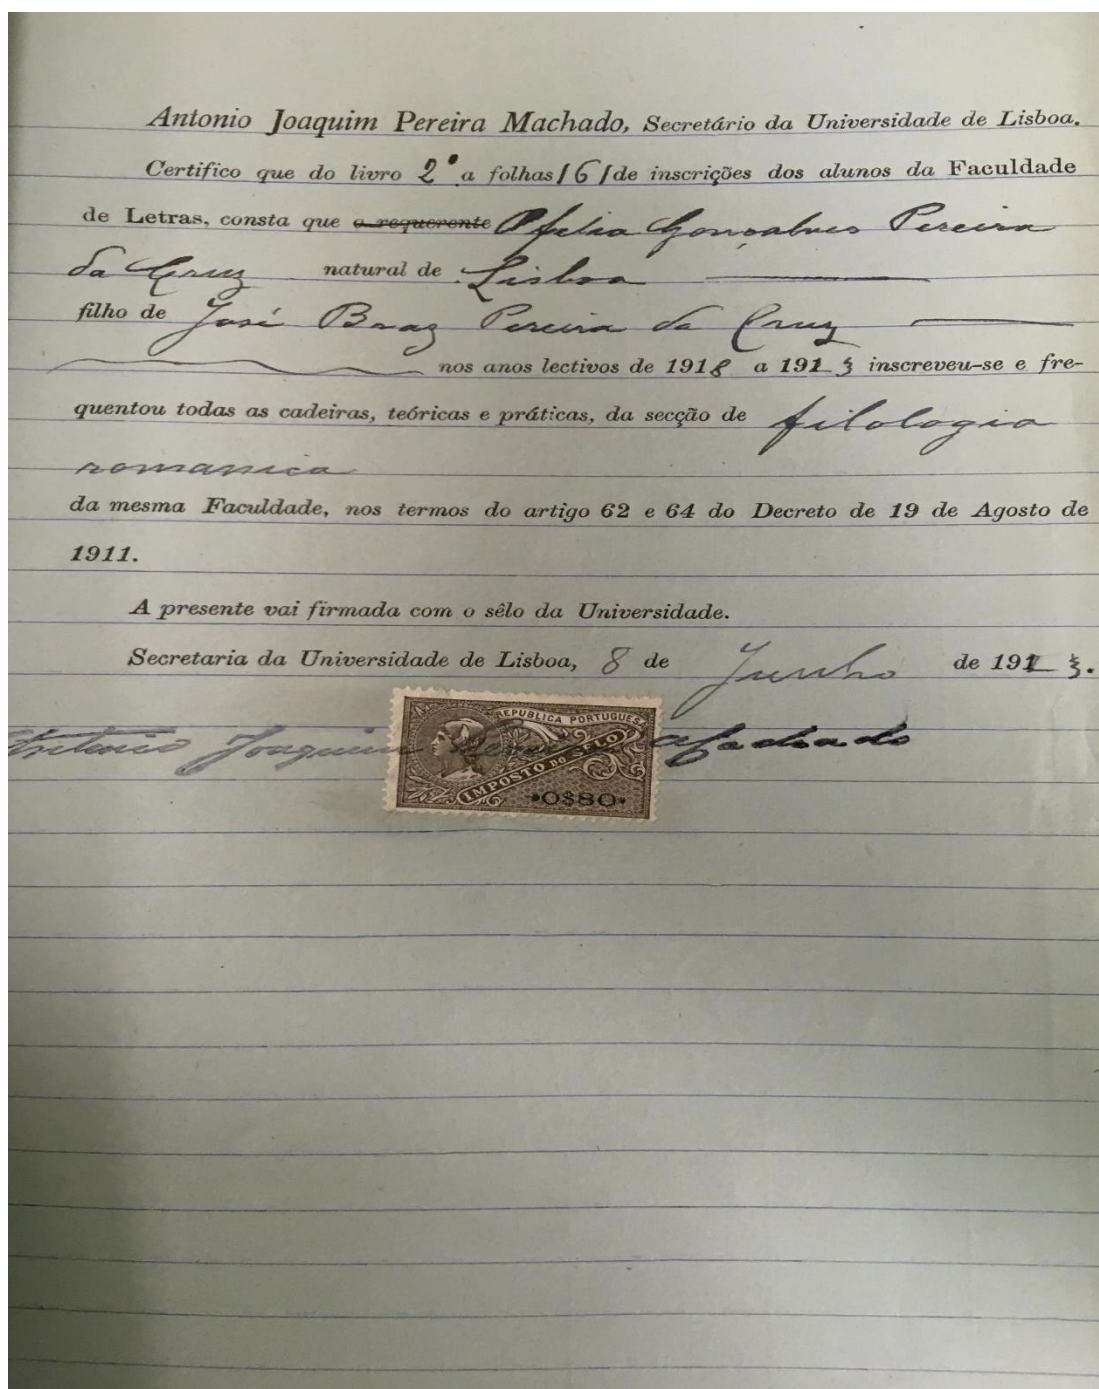 Antonio Joaquim Pereira Machado, Secretário da Universidade de Lisboa.
Certifico que do livro 2º a folhas 161 de inscrições dos alunos da Faculdade
de Letras, consta que o requerente Ofelia Gonçalves Pereira
da Cruz natural de Lisboa
filho de José Braz Pereira da Cruz
nos anos lectivos de 1918 a 1923 inscreveu-se e fre-
quentou todas as cadeiras, teóricas e práticas, da secção de filologia
romanica
da mesma Faculdade, nos termos do artigo 62 e 64 do Decreto de 19 de Agosto de
1911.
A presente vai firmada com o sêlo da Universidade.
Secretaria da Universidade de Lisboa, 8 de Junho de 1923.
REPUBLICA PORTUGUESA
Antonio Joaquim Pereira Machado
IMPOSTO DO SELO
0$80